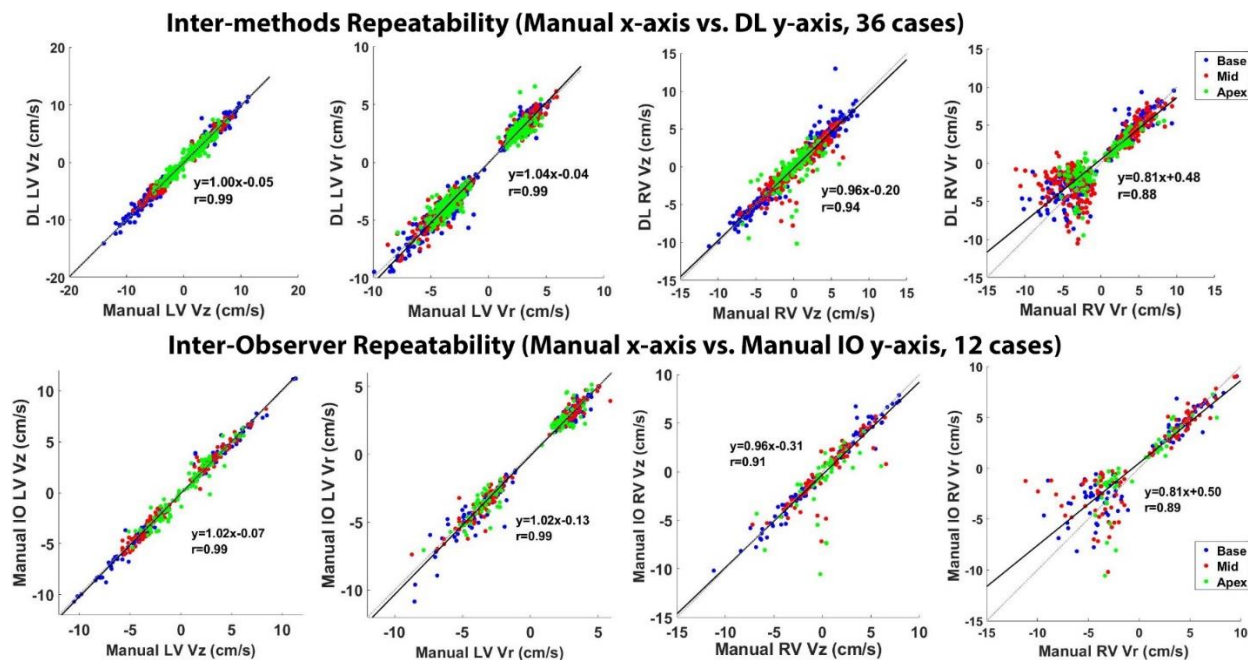 Inter-methods Repeatability (Manual x-axis vs. DL y-axis, 36 cases)
DL LV Vz (cm/s)
20
10
0
-10
20
-20
-10
0
10
20
Manual LV Vz (cm/s)
y=1.00x-0.05
r=0.99
DL LV Vr (cm/s)
10
5
0
-5
-10
-10
-5
0
5
10
Manual LV Vr (cm/s)
y=1.04x-0.04
r=0.99
DL RV Vz (cm/s)
15
10
5
0
-5
-10
15
-15
-10
-5
0
5
10
15
Manual RV Vz (cm/s)
y=0.96x-0.20
r=0.94
DL RV Vr (cm/s)
15
10
5
0
-5
-10
15
-15
-10
-5
0
5
10
15
Manual RV Vr (cm/s)
y=0.81x+0.48
r=0.88
Base
Mid
Apex
Inter-Observer Repeatability (Manual x-axis vs. Manual IO y-axis, 12 cases)
Manual IO LV Vz (cm/s)
10
5
0
-5
-10
-10
-5
0
5
10
Manual LV Vz (cm/s)
y=1.02x-0.07
r=0.99
Manual IO LV Vr (cm/s)
5
0
-5
-10
-10
-5
0
5
Manual LV Vr (cm/s)
y=1.02x-0.13
r=0.99
Manual IO RV Vz (cm/s)
10
5
0
-5
-10
-15
-15
-10
-5
0
5
10
Manual RV Vz (cm/s)
y=0.96x-0.31
r=0.91
Manual IO RV Vr (cm/s)
10
5
0
-5
-10
-15
-15
-10
-5
0
5
10
Manual RV Vr (cm/s)
y=0.81x+0.50
r=0.89
Base
Mid
Apex